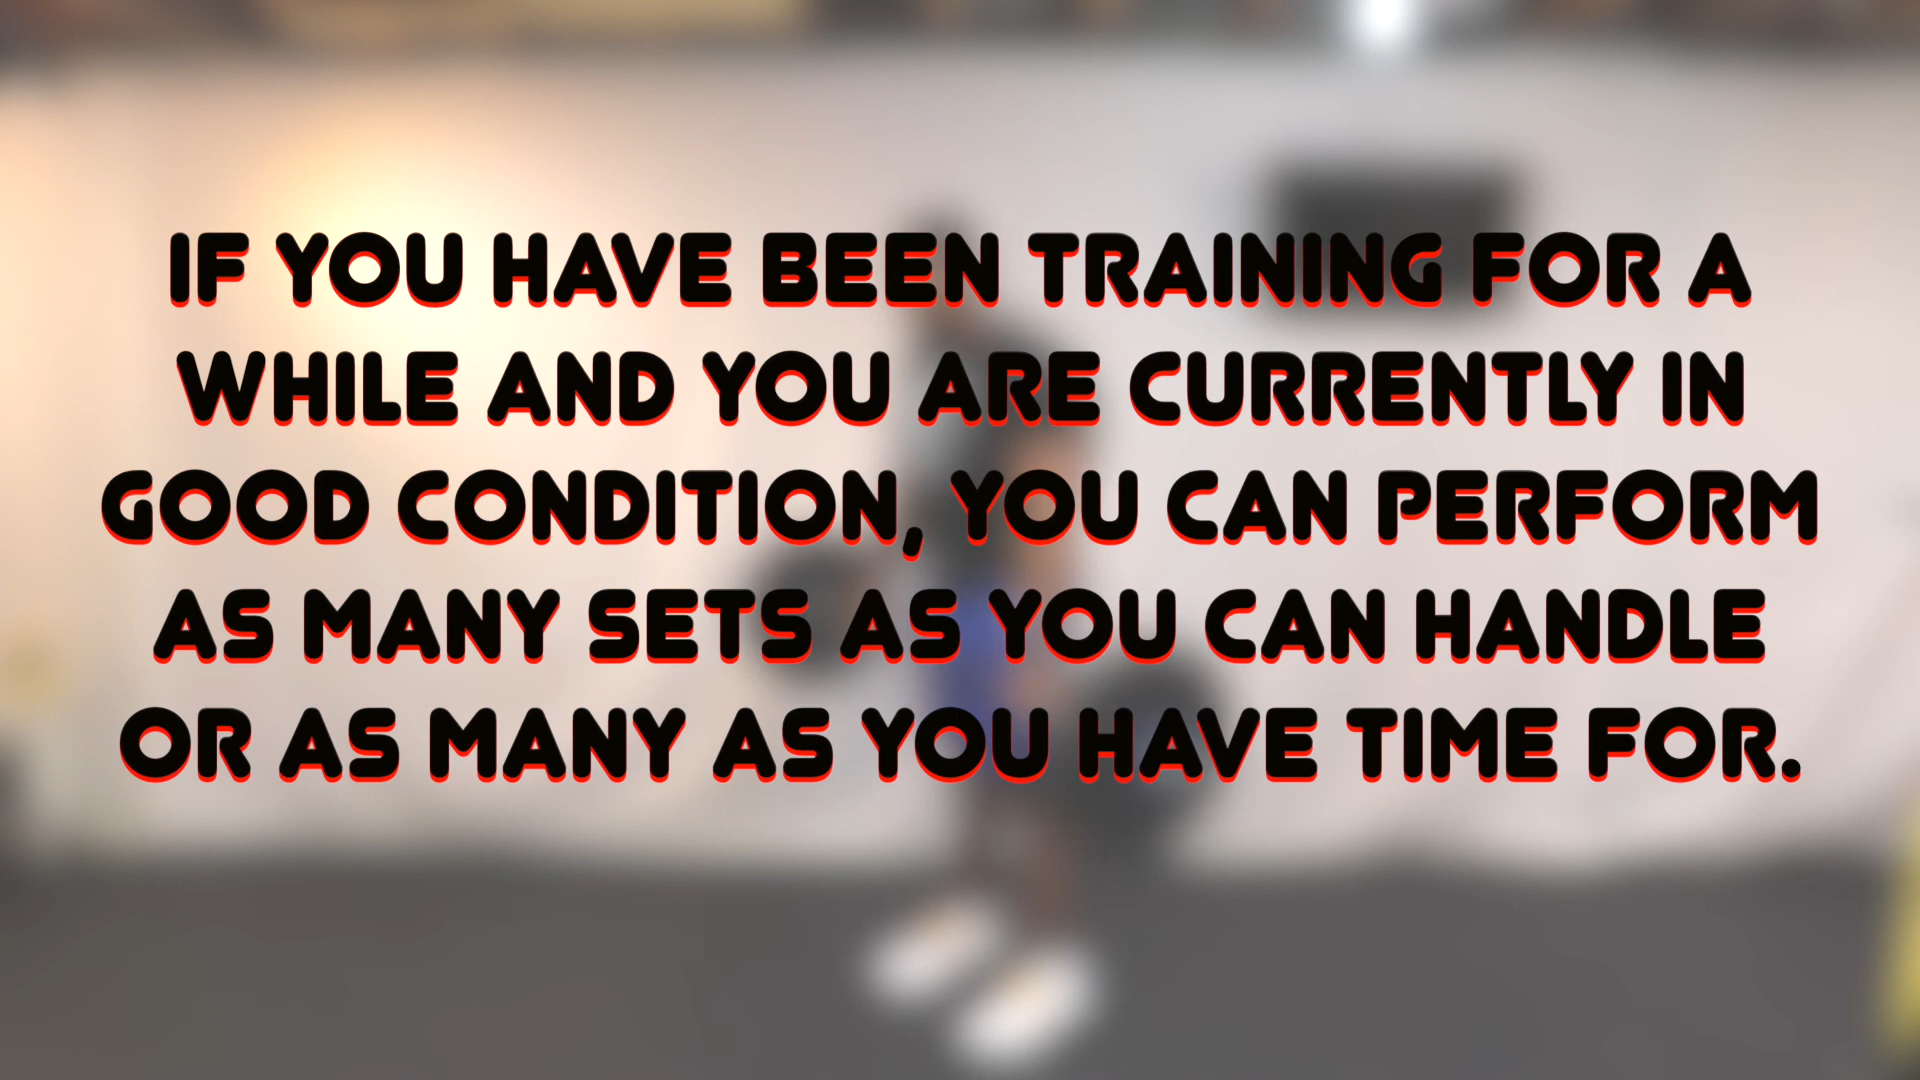 IF YOU HAVE BEEN TRAINING FOR A
WHILE AND YOU ARE CURRENTLY IN
GOOD CONDITION, YOU CAN PERFORM
AS MANY SETS AS YOU CAN HANDLE
OR AS MANY AS YOU HAVE TIME FOR.